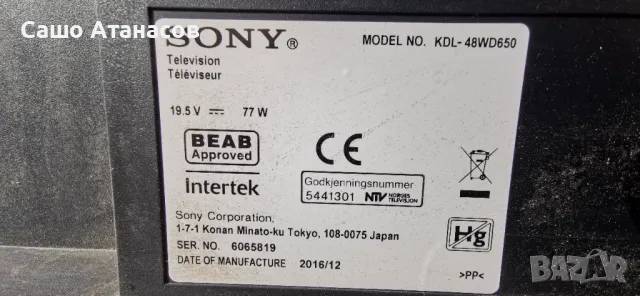 Сашо Атанасов
SONY®
MODEL NO. KDL-48WD650
Television
Téléviseur
19.5 V ⎓ 77 W
BEAB
Approved
CE
intertek
Godkjenningsnummer
5441301 NTV NORGES
TELEVISJON
Sony Corporation,
1-7-1 Konan Minato-ku Tokyo, 108-0075 Japan
SER. NO. 6065819
Hg
DATE OF MANUFACTURE 2016/12
>PP<
BAZAR